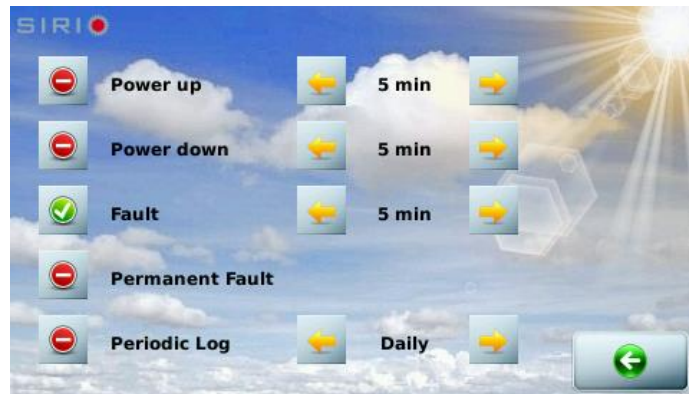 SIRIO
Power up 5 min
Power down 5 min
Fault 5 min
Permanent Fault
Periodic Log Daily